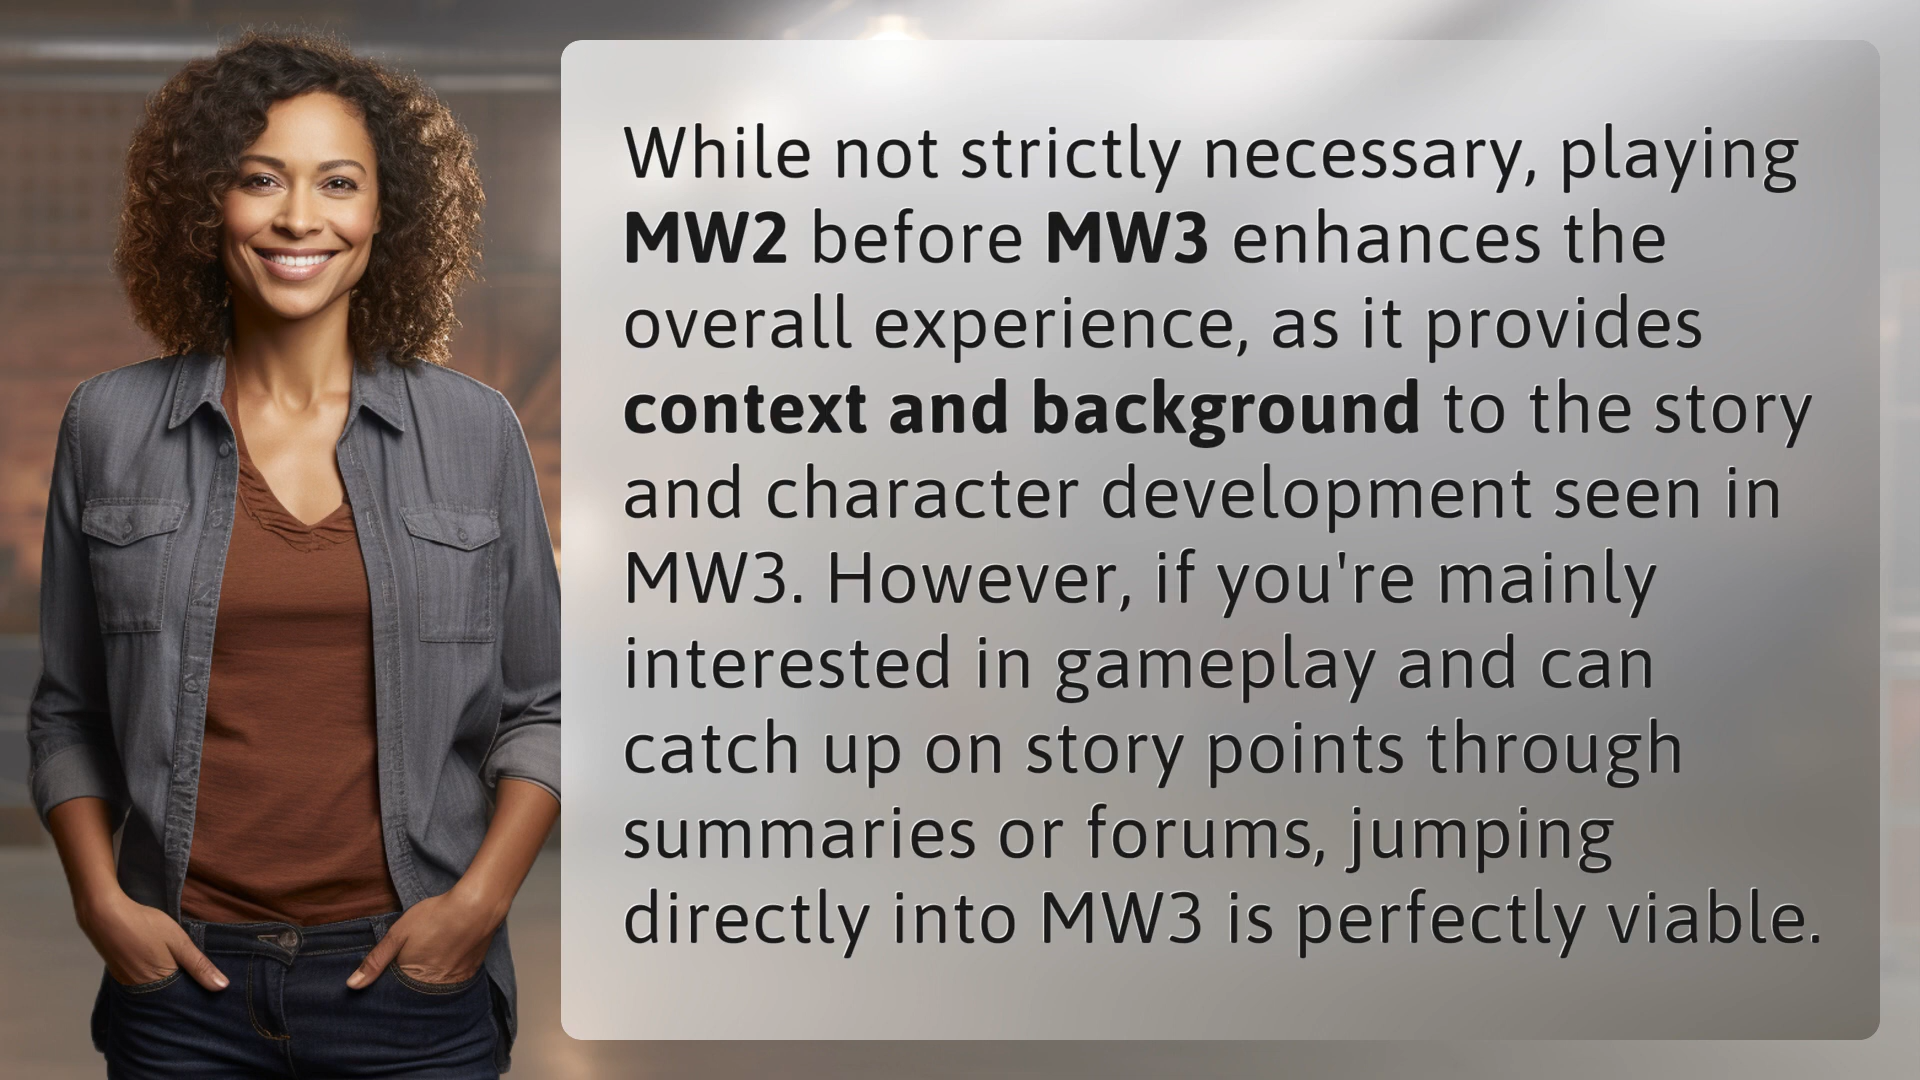 While not strictly necessary, playing
MW2 before MW3 enhances the
overall experience, as it provides
context and background to the story
and character development seen in
MW3. However, if you're mainly
interested in gameplay and can
catch up on story points through
summaries or forums, jumping
directly into MW3 is perfectly viable.